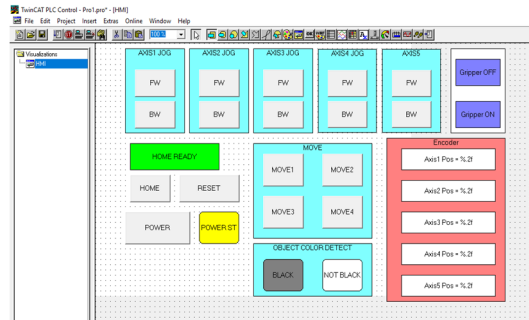 TwinCAT PLC Control - Pro1.pro* - [HMI]
File Edit Project Insert Extras Online Window Help
100 %
Visualizations
HMI
AXIS1 JOG AXIS2 JOG AXIS3 JOG AXIS4 JOG AXIS5
FW FW FW FW FW
Gripper OFF
BW BW BW BW BW
Gripper ON
HOME READY
MOVE
Encoder
MOVE1 MOVE2
Axis1 Pos = %.2f
HOME RESET
Axis2 Pos = %.2f
MOVE3 MOVE4
POWER POWER ST
Axis3 Pos = %.2f
OBJECT COLOR DETECT
Axis4 Pos = %.2f
BLACK NOT BLACK
Axis5 Pos = %.2f